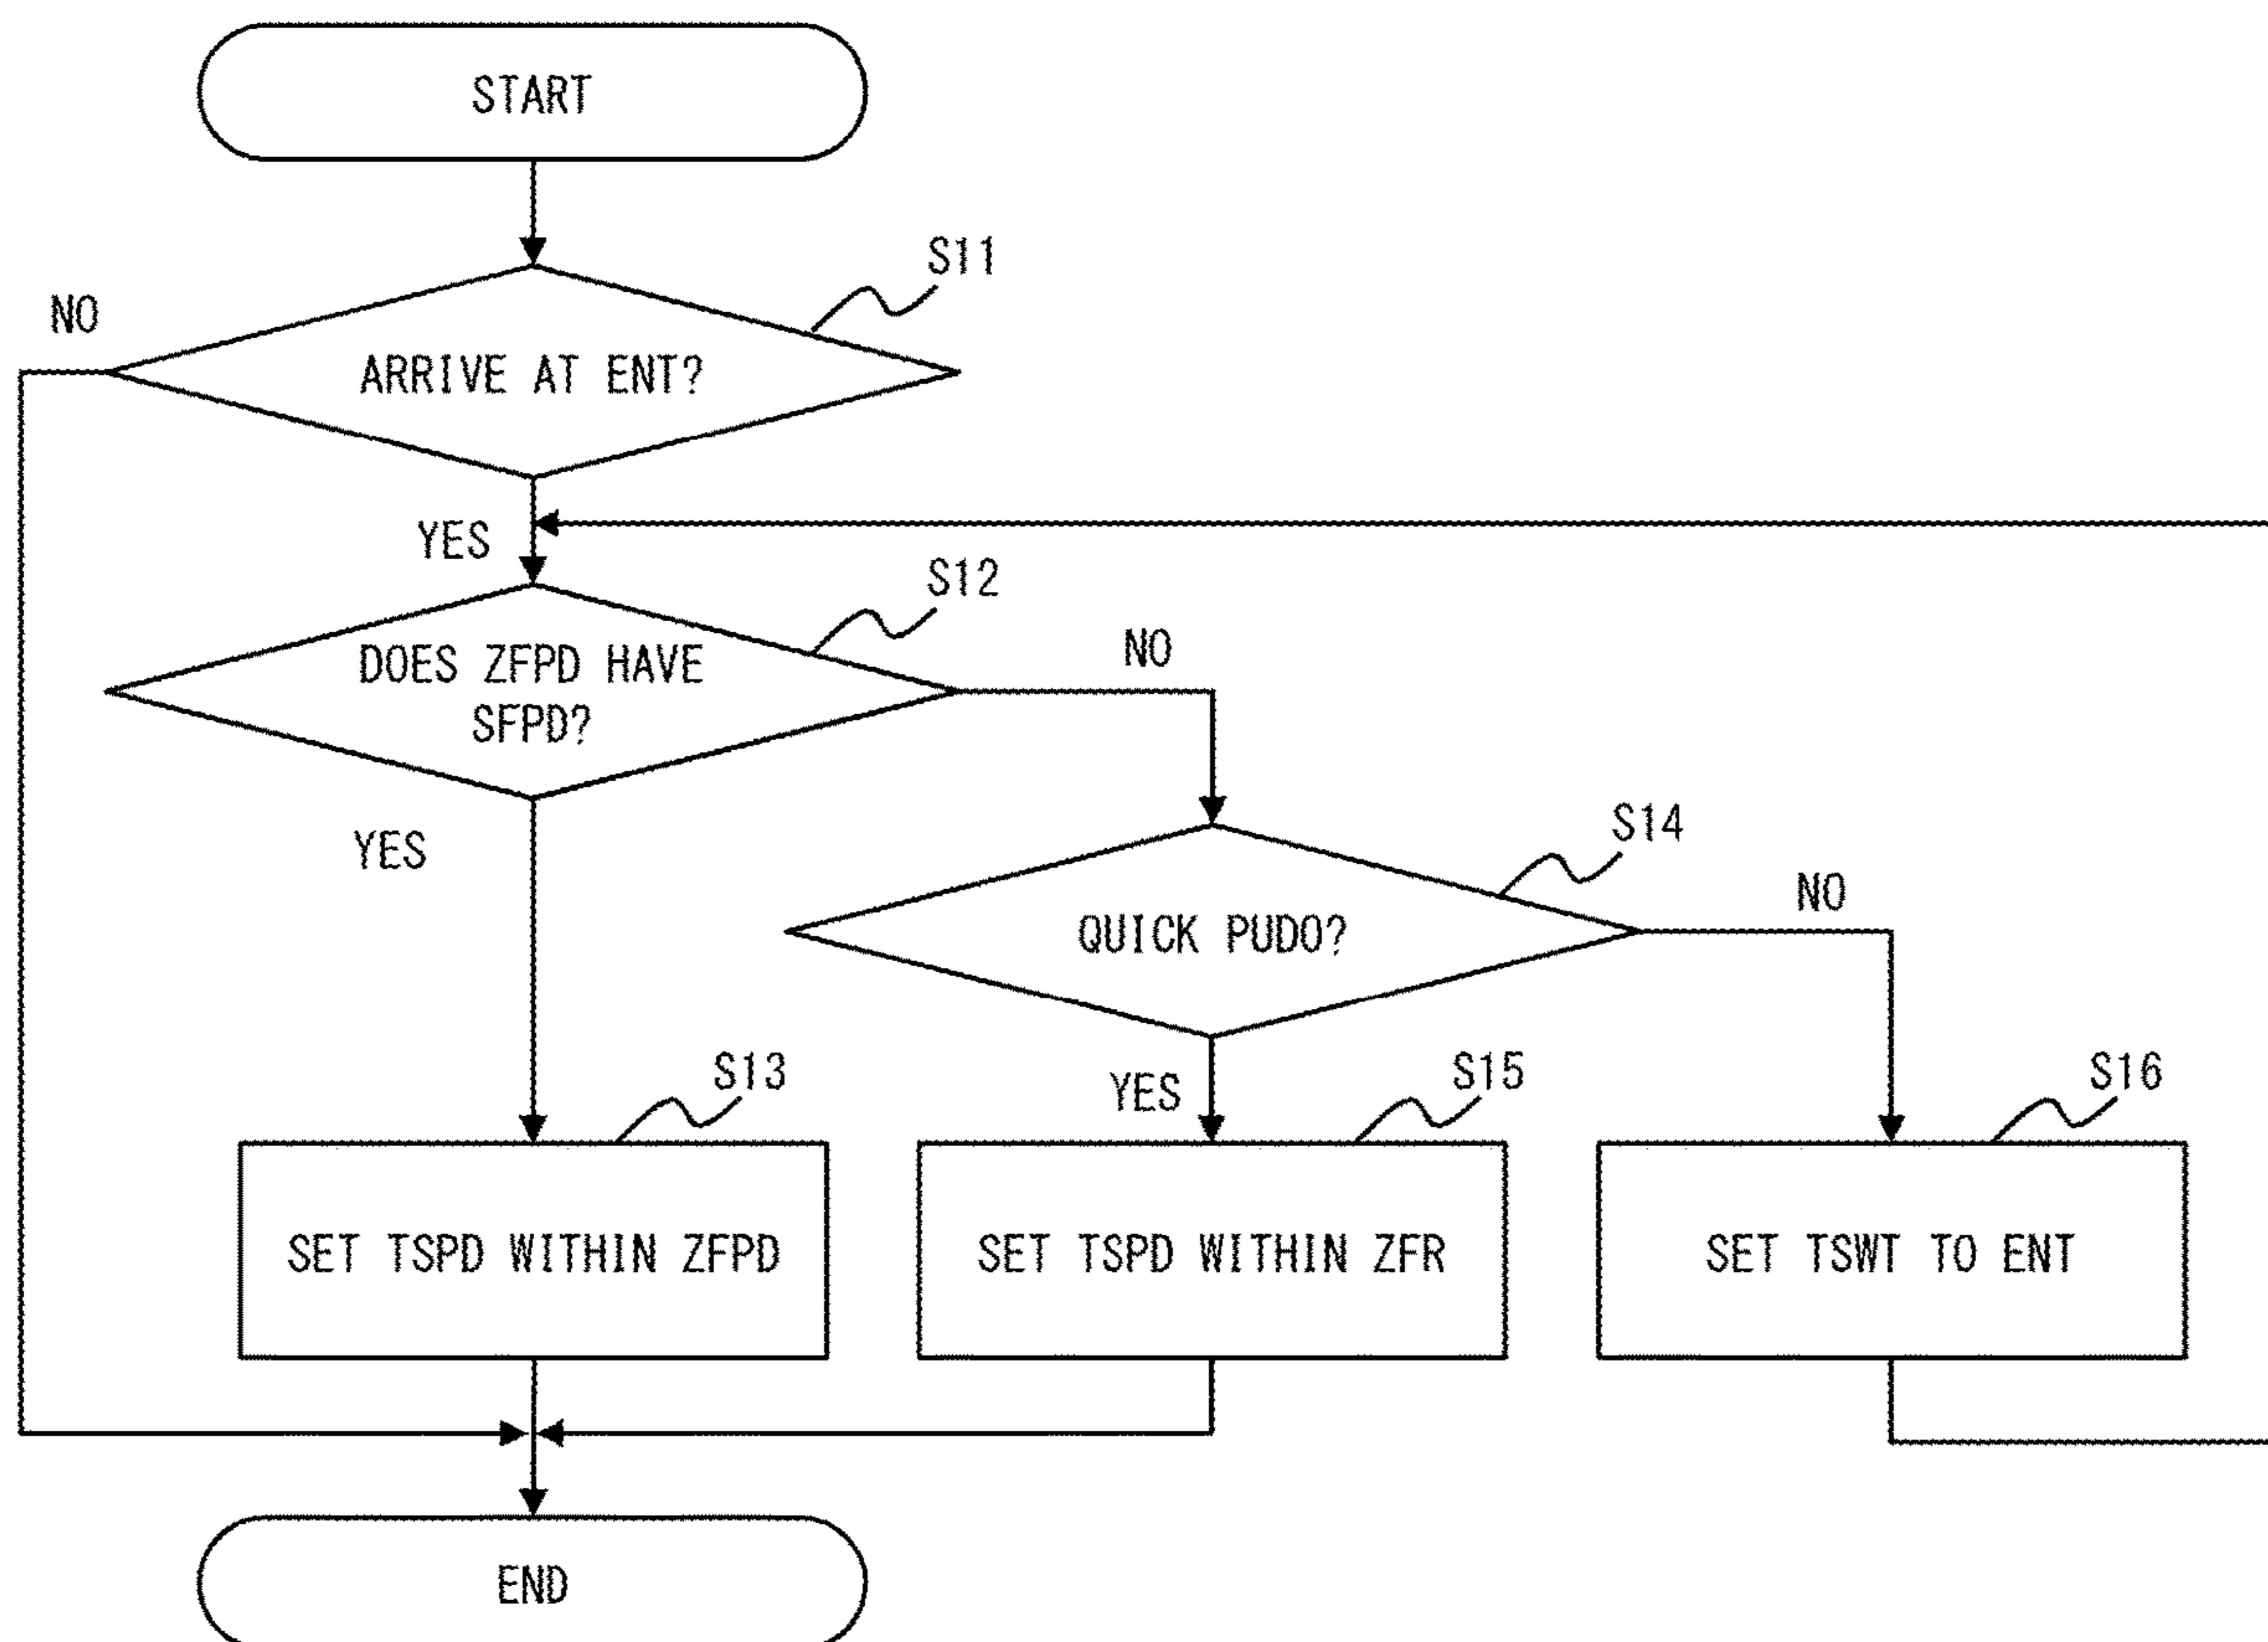 START
S11
NO
ARRIVE AT ENT?
YES
S12
NO
DOES ZFPD HAVE
SFPD?
S14
YES
NO
QUICK PUDO?
S13
YES
S15
S16
SET TSPD WITHIN ZFPD
SET TSPD WITHIN ZFR
SET TSWT TO ENT
END